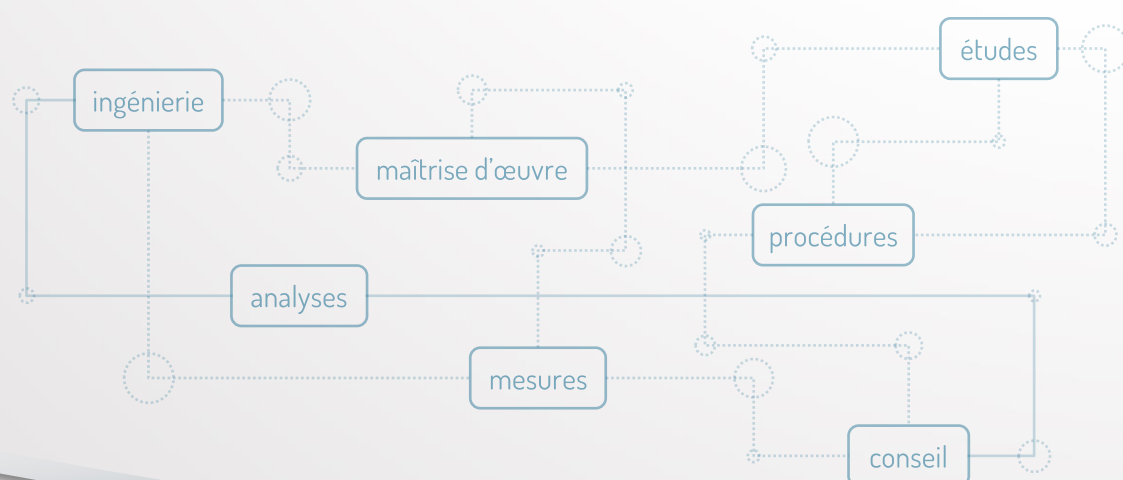 études
ingénierie
maîtrise d'œuvre
procédures
analyses
mesures
conseil